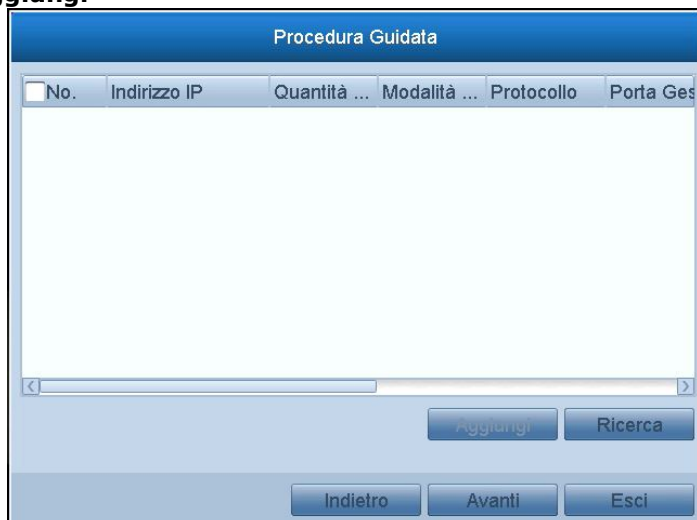 Procedura Guidata
No. Indirizzo IP Quantità ... Modalità ... Protocollo Porta Ges
Aggiungi Ricerca
Indietro Avanti Esci